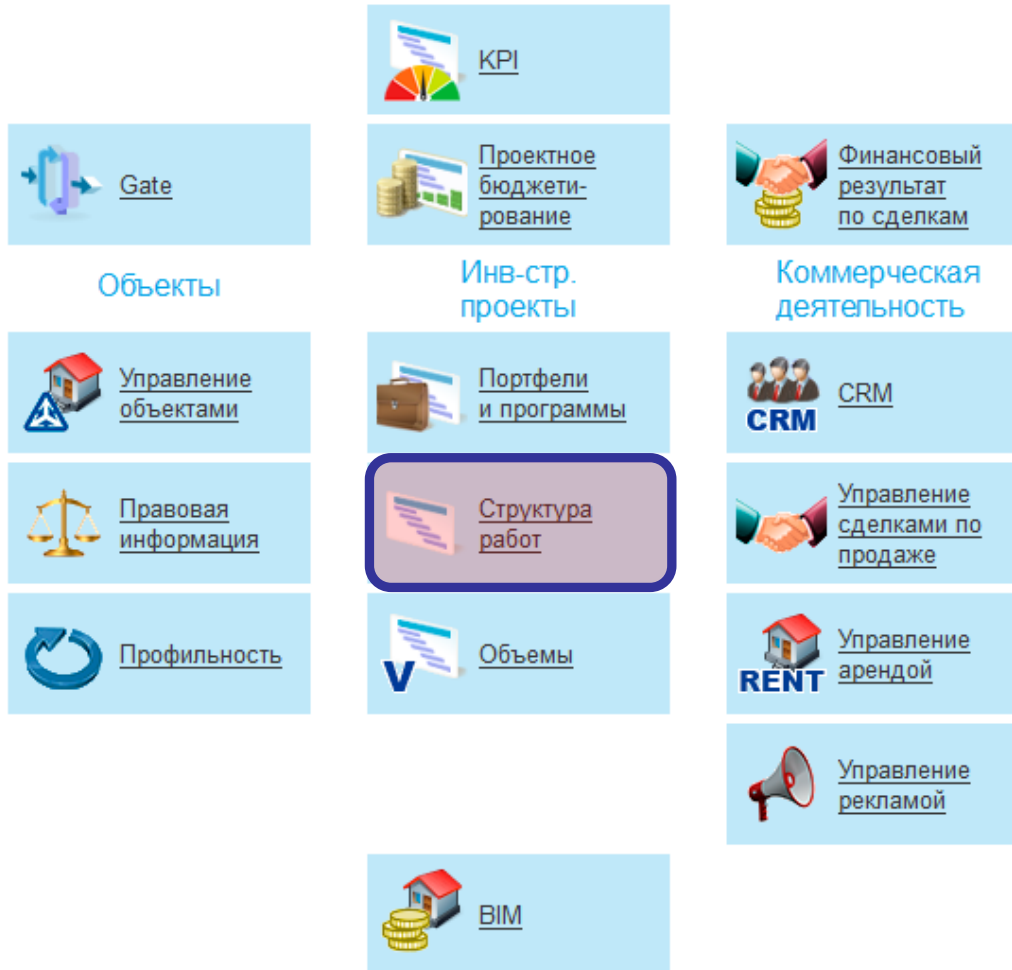 KPI
Gate
Проектное
бюджети-
рование
Финансовый
результат
по сделкам
Объекты
Инв-стр.
проекты
Коммерческая
деятельность
Управление
объектами
Портфели
и программы
CRM
CRM
Правовая
информация
Структура
работ
Управление
сделками по
продаже
Профильность
V
Объемы
RENT
Управление
арендой
Управление
рекламой
BIM